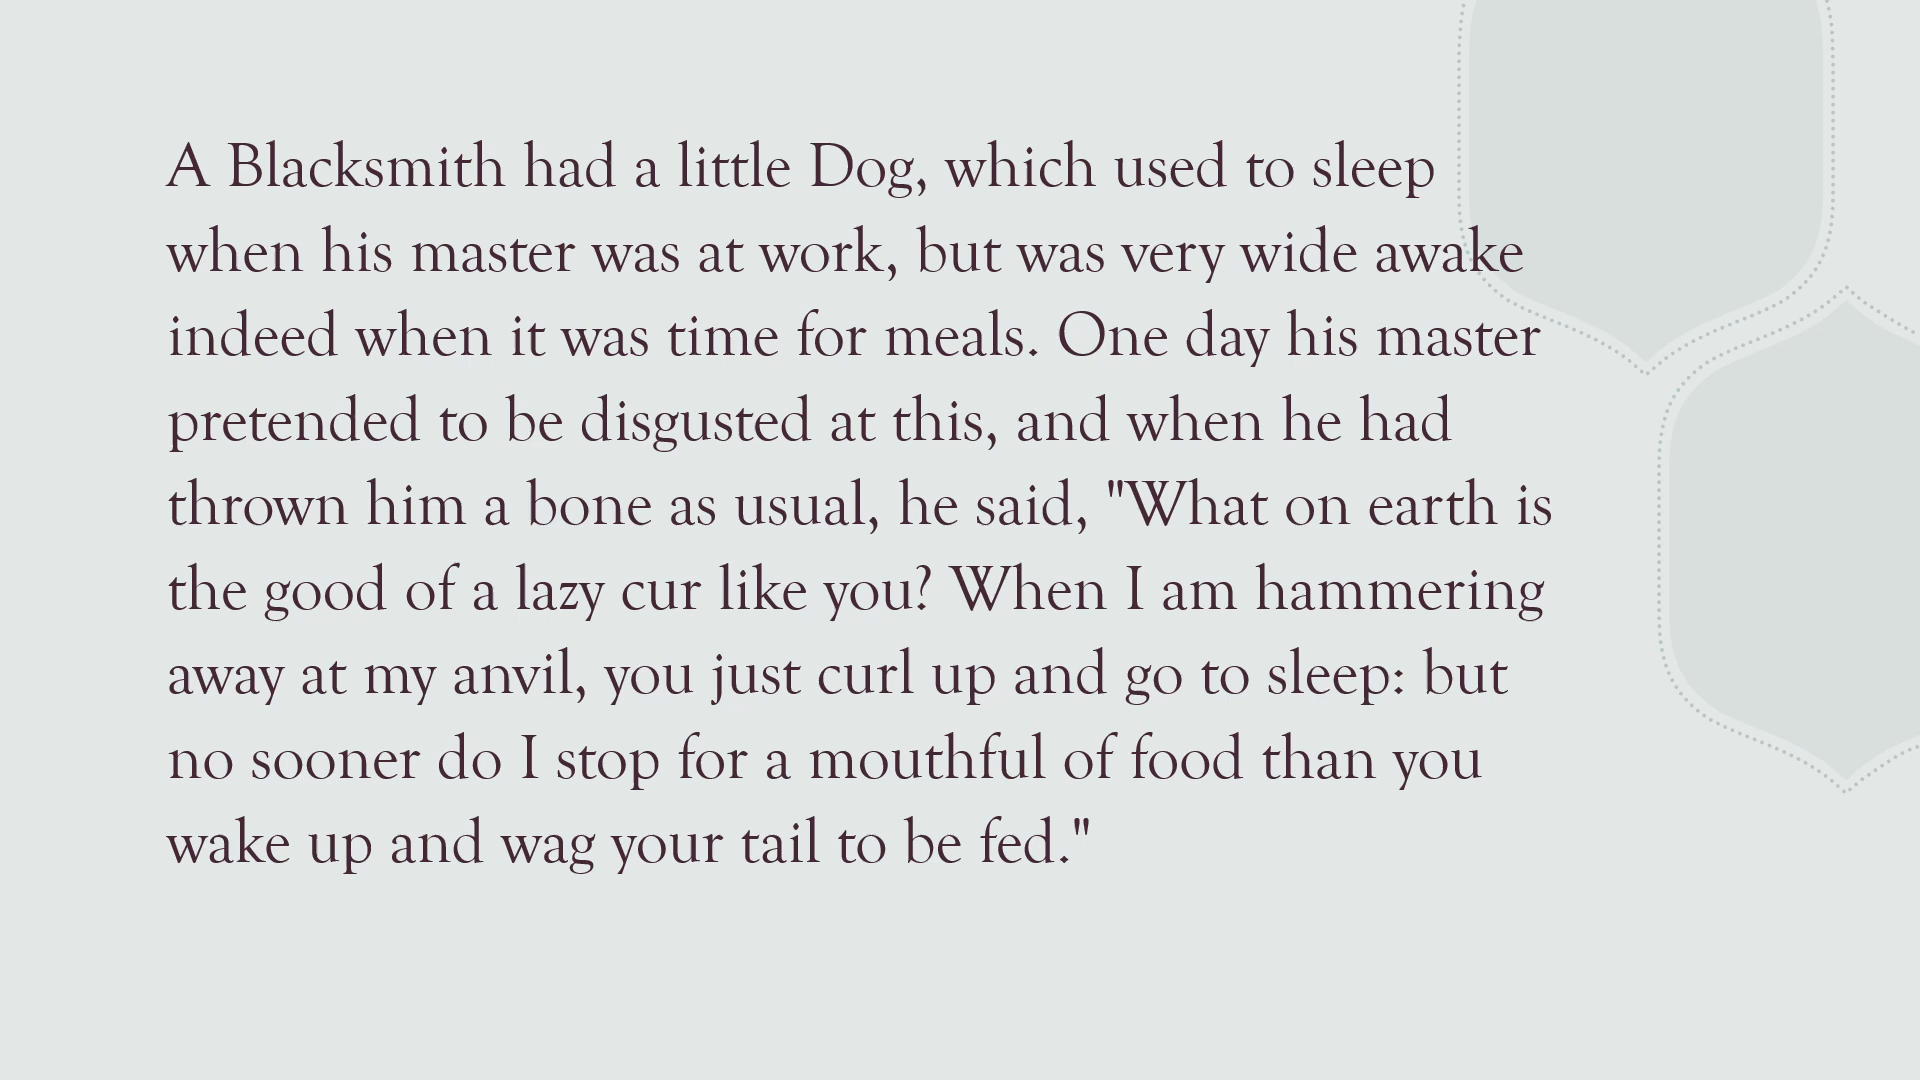 A Blacksmith had a little Dog, which used to sleep
when his master was at work, but was very wide awake
indeed when it was time for meals. One day his master
pretended to be disgusted at this, and when he had
thrown him a bone as usual, he said, "What on earth is
the good of a lazy cur like you? When I am hammering
away at my anvil, you just curl up and go to sleep: but
no sooner do I stop for a mouthful of food than you
wake up and wag your tail to be fed."